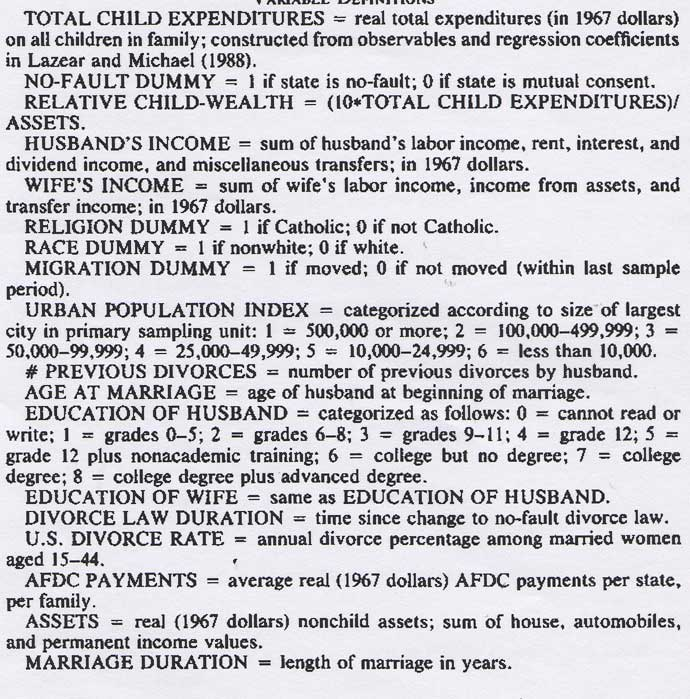 VARIABLE DEFINITIONS
TOTAL CHILD EXPENDITURES = real total expenditures (in 1967 dollars)
on all children in family; constructed from observables and regression coefficients
in Lazear and Michael (1988).
NO-FAULT DUMMY = 1 if state is no-fault; 0 if state is mutual consent.
RELATIVE CHILD-WEALTH = (10*TOTAL CHILD EXPENDITURES)/
ASSETS.
HUSBAND'S INCOME = sum of husband's labor income, rent, interest, and
dividend income, and miscellaneous transfers; in 1967 dollars.
WIFE'S INCOME = sum of wife's labor income, income from assets, and
transfer income; in 1967 dollars.
RELIGION DUMMY = 1 if Catholic; 0 if not Catholic.
RACE DUMMY = 1 if nonwhite; 0 if white.
MIGRATION DUMMY = 1 if moved; 0 if not moved (within last sample
period).
URBAN POPULATION INDEX = categorized according to size of largest
city in primary sampling unit: 1 = 500,000 or more; 2 = 100,000–499,999; 3 =
50,000–99,999; 4 = 25,000–49,999; 5 = 10,000–24,999; 6 = less than 10,000.
# PREVIOUS DIVORCES = number of previous divorces by husband.
AGE AT MARRIAGE = age of husband at beginning of marriage.
EDUCATION OF HUSBAND = categorized as follows: 0 = cannot read or
write; 1 = grades 0–5; 2 = grades 6–8; 3 = grades 9–11; 4 = grade 12; 5 =
grade 12 plus nonacademic training; 6 = college but no degree; 7 = college
degree; 8 = college degree plus advanced degree.
EDUCATION OF WIFE = same as EDUCATION OF HUSBAND.
DIVORCE LAW DURATION = time since change to no-fault divorce law.
U.S. DIVORCE RATE = annual divorce percentage among married women
aged 15–44.
AFDC PAYMENTS = average real (1967 dollars) AFDC payments per state,
per family.
ASSETS = real (1967 dollars) nonchild assets; sum of house, automobiles,
and permanent income values.
MARRIAGE DURATION = length of marriage in years.